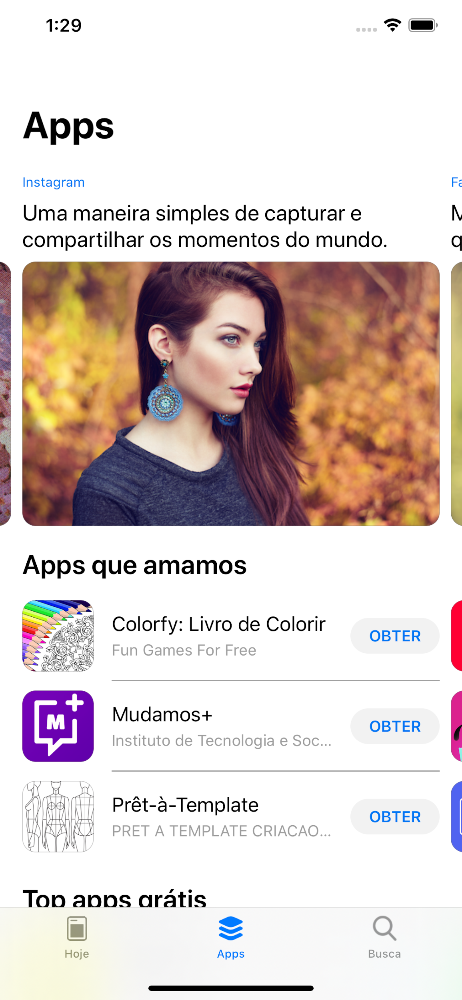 1:29
Apps
Instagram
Uma maneira simples de capturar e
compartilhar os momentos do mundo.
Apps que amamos
Colorfy: Livro de Colorir
Fun Games For Free
OBTER
Mudamos+
Instituto de Tecnologia e Soc...
OBTER
Prêt-à-Template
PRET A TEMPLATE CRIACAO...
OBTER
Top apps grátis
Hoje
Apps
Busca